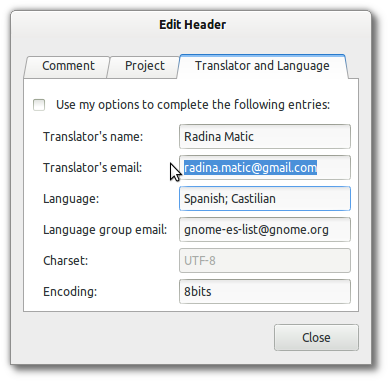 Edit Header
Comment Project Translator and Language
Use my options to complete the following entries:
Translator's name: Radina Matic
Translator's email: radina.matic@gmail.com
Language: Spanish; Castilian
Language group email: gnome-es-list@gnome.org
Charset: UTF-8
Encoding: 8bits
Close